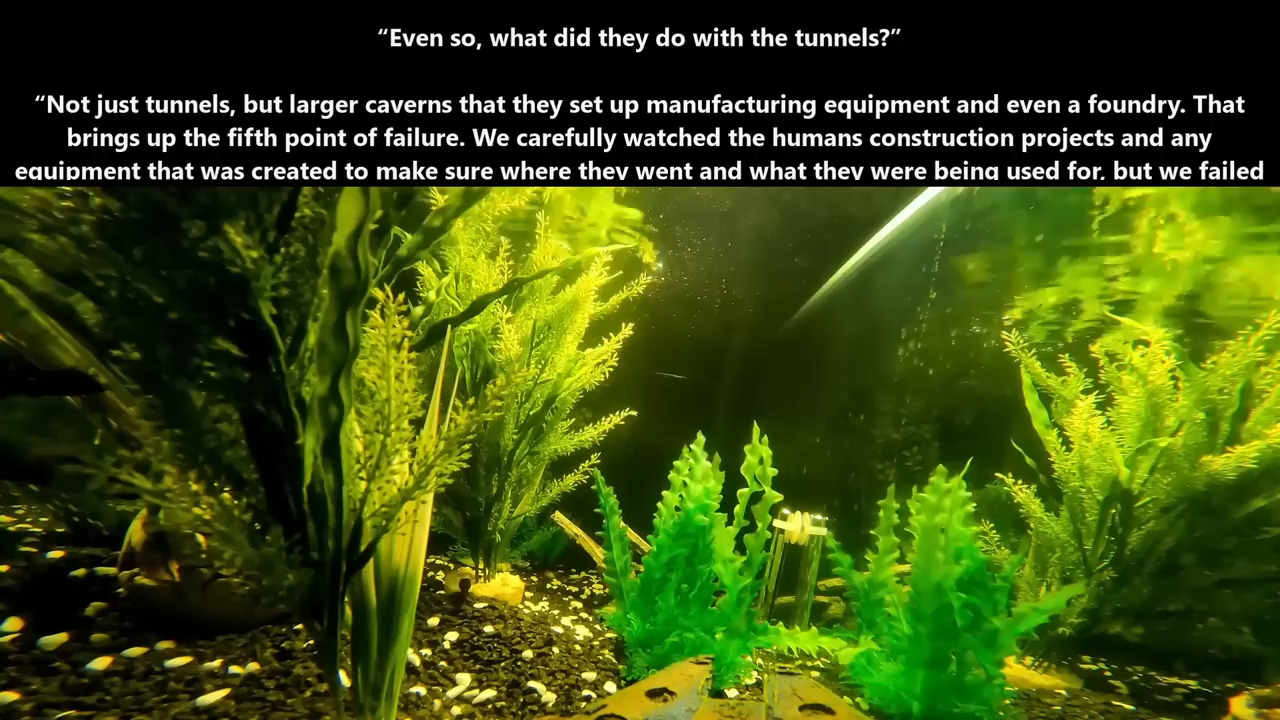 “Even so, what did they do with the tunnels?”
“Not just tunnels, but larger caverns that they set up manufacturing equipment and even a foundry. That
brings up the fifth point of failure. We carefully watched the humans construction projects and any
equipment that was created to make sure where they went and what they were being used for, but we failed